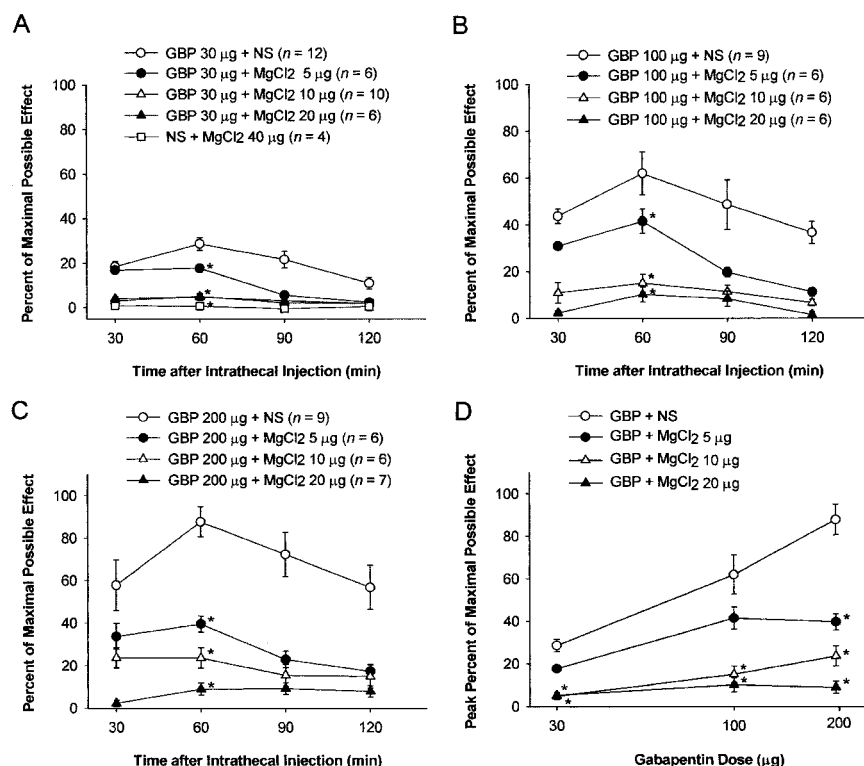 A
GBP 30 µg + NS (n = 12)
GBP 30 µg + MgCl2 5 µg (n = 6)
GBP 30 µg + MgCl2 10 µg (n = 10)
GBP 30 µg + MgCl2 20 µg (n = 6)
NS + MgCl2 40 µg (n = 4)
Percent of Maximal Possible Effect
100
80
60
40
20
0
* * *
30 60 90 120
Time after Intrathecal Injection (min)
B
GBP 100 µg + NS (n = 9)
GBP 100 µg + MgCl2 5 µg (n = 6)
GBP 100 µg + MgCl2 10 µg (n = 6)
GBP 100 µg + MgCl2 20 µg (n = 6)
Percent of Maximal Possible Effect
100
80
60
40
20
0
* * *
30 60 90 120
Time after Intrathecal Injection (min)
C
GBP 200 µg + NS (n = 9)
GBP 200 µg + MgCl2 5 µg (n = 6)
GBP 200 µg + MgCl2 10 µg (n = 6)
GBP 200 µg + MgCl2 20 µg (n = 7)
Percent of Maximal Possible Effect
100
80
60
40
20
0
* * *
30 60 90 120
Time after Intrathecal Injection (min)
D
GBP + NS
GBP + MgCl2 5 µg
GBP + MgCl2 10 µg
GBP + MgCl2 20 µg
Peak Percent of Maximal Possible Effect
100
80
60
40
20
0
* * * * * * *
30 100 200
Gabapentin Dose (µg)